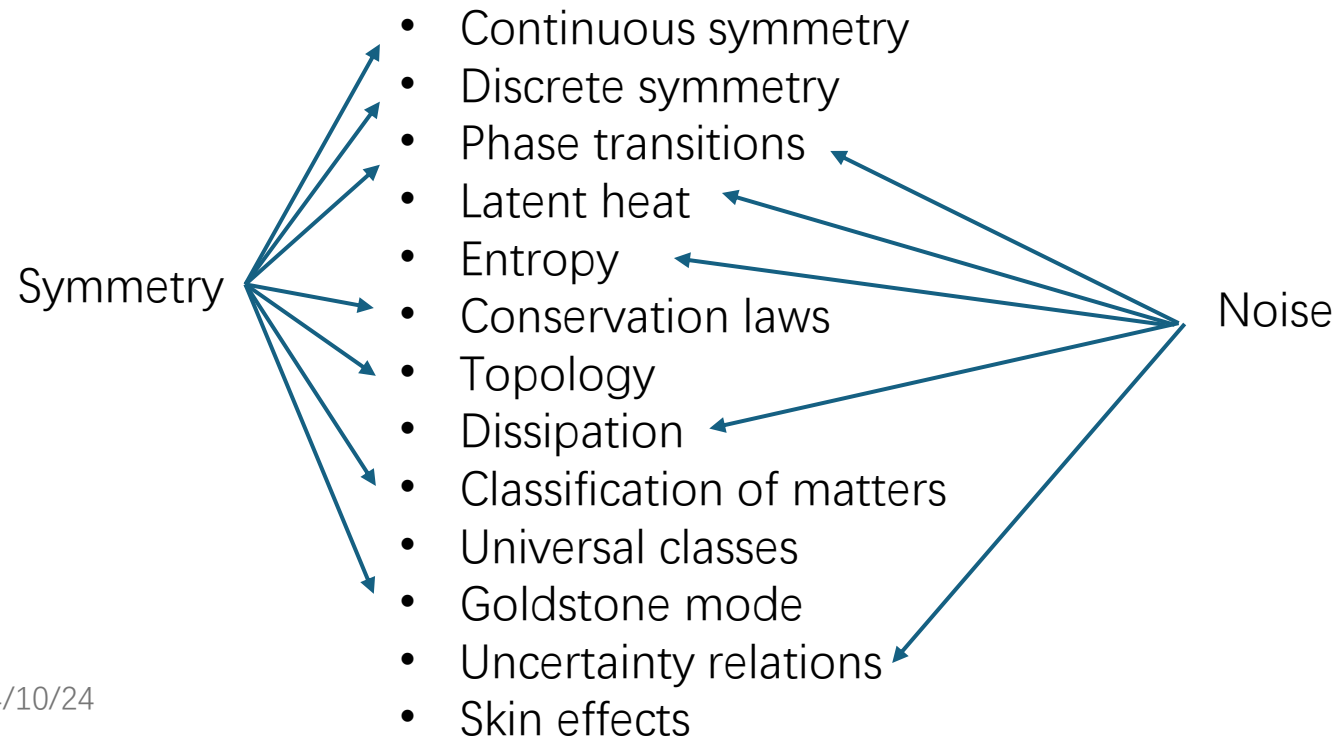 • Continuous symmetry
• Discrete symmetry
• Phase transitions
• Latent heat
• Entropy
Symmetry
• Conservation laws
Noise
• Topology
• Dissipation
• Classification of matters
• Universal classes
• Goldstone mode
• Uncertainty relations
/10/24
• Skin effects